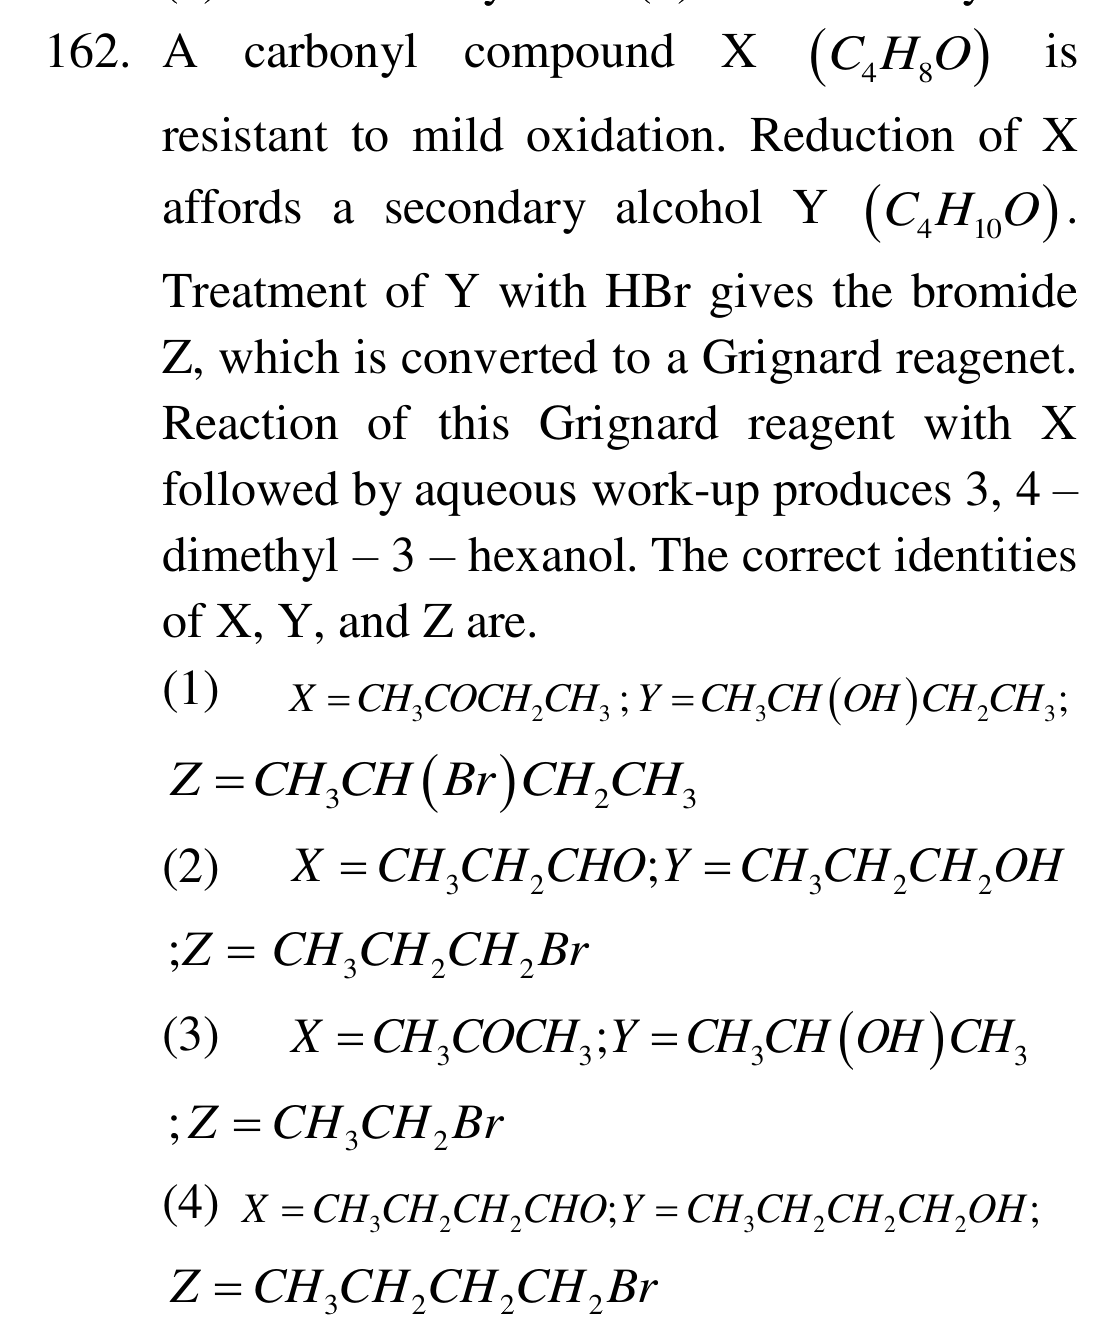 162. A carbonyl compound X (C₄H₈O) is
resistant to mild oxidation. Reduction of X
affords a secondary alcohol Y (C₄H₁₀O).
Treatment of Y with HBr gives the bromide
Z, which is converted to a Grignard reagenet.
Reaction of this Grignard reagent with X
followed by aqueous work-up produces 3, 4 –
dimethyl – 3 – hexanol. The correct identities
of X, Y, and Z are.
(1) X = CH₃COCH₂CH₃ ; Y = CH₃CH(OH)CH₂CH₃;
Z = CH₃CH(Br)CH₂CH₃
(2) X = CH₃CH₂CHO; Y = CH₃CH₂CH₂OH
;Z = CH₃CH₂CH₂Br
(3) X = CH₃COCH₃; Y = CH₃CH(OH)CH₃
; Z = CH₃CH₂Br
(4) X = CH₃CH₂CH₂CHO; Y = CH₃CH₂CH₂CH₂OH;
Z = CH₃CH₂CH₂CH₂Br